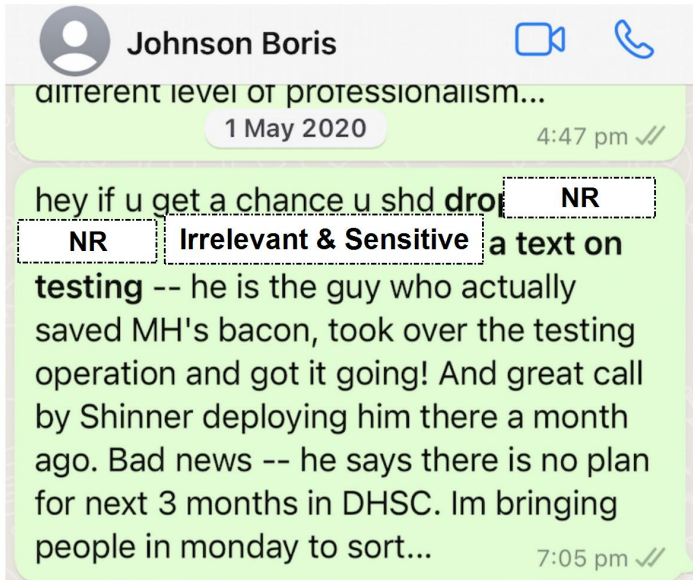 Johnson Boris
different level of professionalism...
1 May 2020
4:47 pm
hey if u get a chance u shd drop NR
NR Irrelevant & Sensitive a text on
testing -- he is the guy who actually
saved MH's bacon, took over the testing
operation and got it going! And great call
by Shinner deploying him there a month
ago. Bad news -- he says there is no plan
for next 3 months in DHSC. Im bringing
people in monday to sort...
7:05 pm